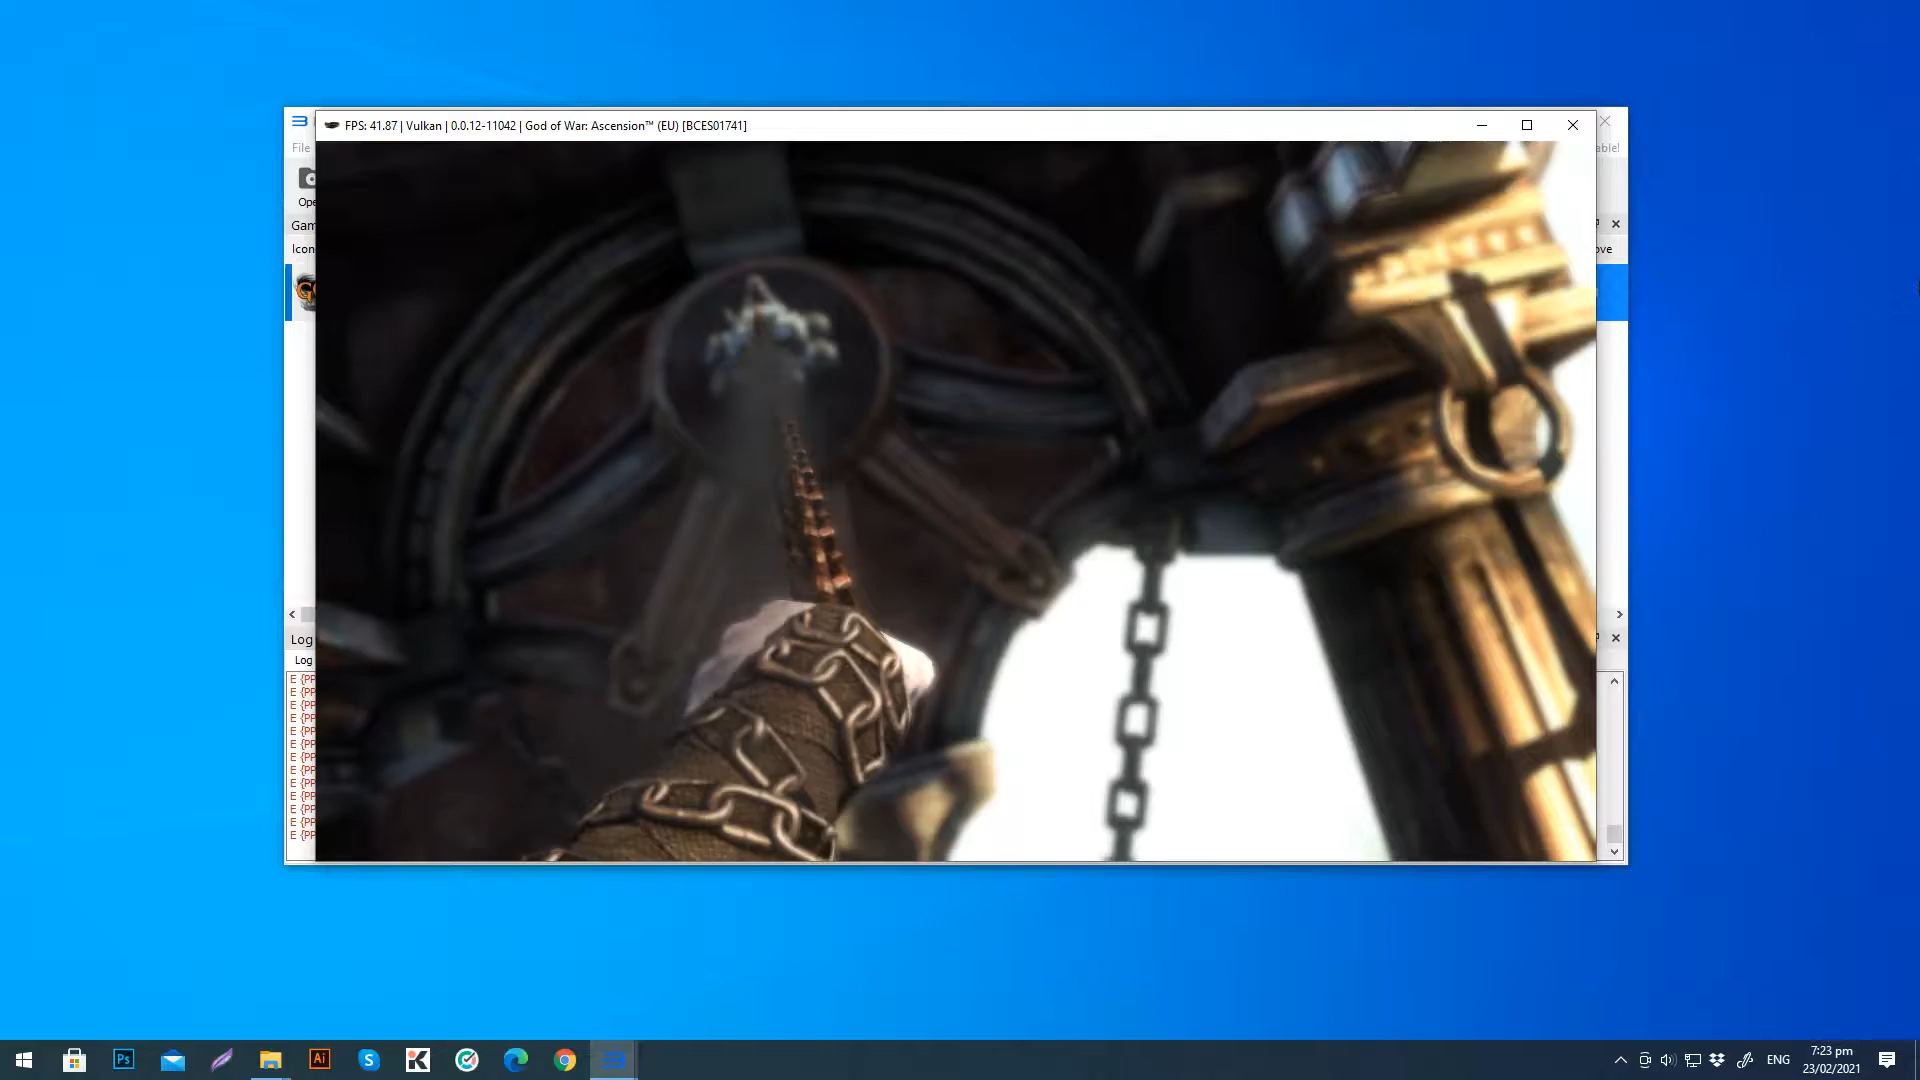 FPS: 41.87 | Vulkan | 0.0.12-11042 | God of War: Ascension™ (EU) [BCES01741]
File
able!
Ope
Gam
Icon
ove
Log
Log
E {PP
E {PP
E {PP
E {PP
E {PP
E {PP
E {PP
E {PP
E {PP
E {PP
E {PP
E {PP
E {PP
Ps
Ai
S
K
ENG
7:23 pm
23/02/2021